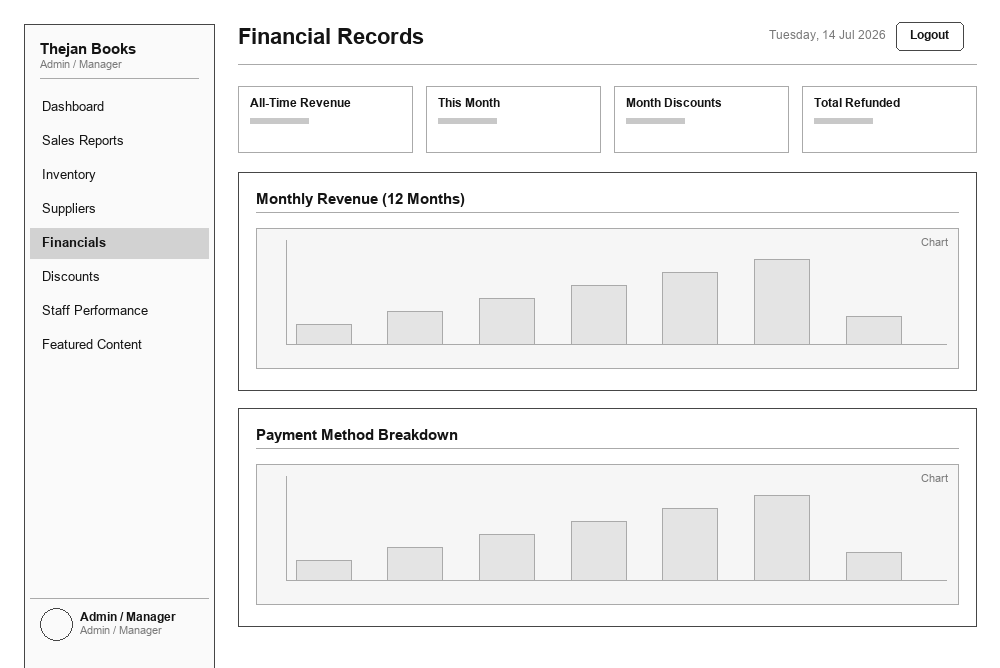 Thejan Books
Admin / Manager
Dashboard
Sales Reports
Inventory
Suppliers
Financials
Discounts
Staff Performance
Featured Content
Admin / Manager
Admin / Manager
Financial Records
Tuesday, 14 Jul 2026
Logout
All-Time Revenue
This Month
Month Discounts
Total Refunded
Monthly Revenue (12 Months)
Chart
Payment Method Breakdown
Chart